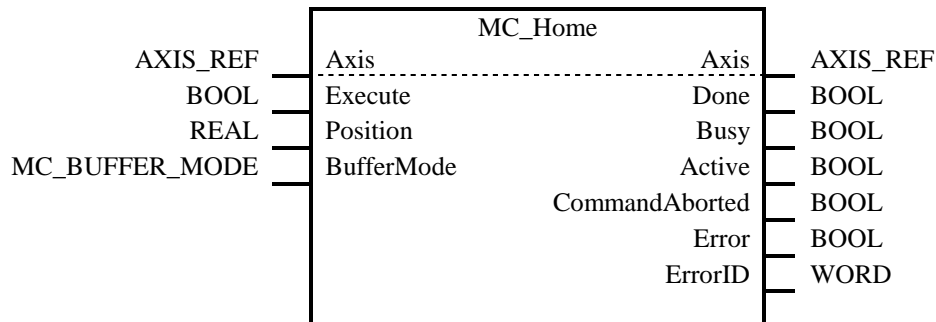 MC_Home
AXIS_REF Axis Axis AXIS_REF
BOOL Execute Done BOOL
REAL Position Busy BOOL
MC_BUFFER_MODE BufferMode Active BOOL
CommandAborted BOOL
Error BOOL
ErrorID WORD